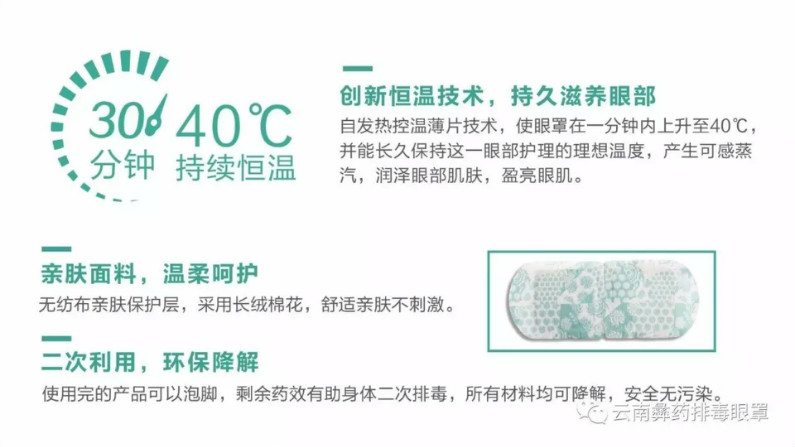 30
分钟
40℃
持续恒温
创新恒温技术，持久滋养眼部
自发热控温薄片技术，使眼罩在一分钟内上升至40℃，
并能长久保持这一眼部护理的理想温度，产生可感蒸
汽，润泽眼部肌肤，盈亮眼肌。
亲肤面料，温柔呵护
无纺布亲肤保护层，采用长绒棉花，舒适亲肤不刺激。
二次利用，环保降解
使用完的产品可以泡脚，剩余药效有助身体二次排毒，所有材料均可降解，安全无污染。
云南彝药排毒眼罩